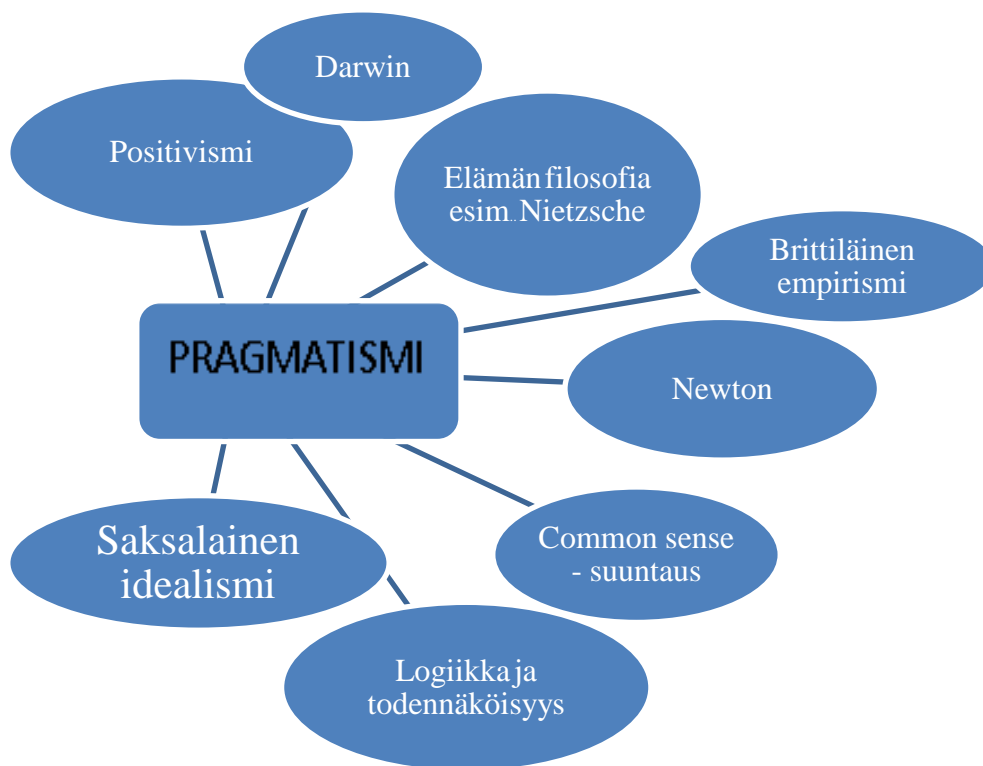 Darwin
Positivismi
Elämän filosofia
esim.. Nietzsche
Brittiläinen
empirismi
PRAGMATISMI
Newton
Saksalainen
idealismi
Common sense
- suuntaus
Logiikka ja
todennäköisyys